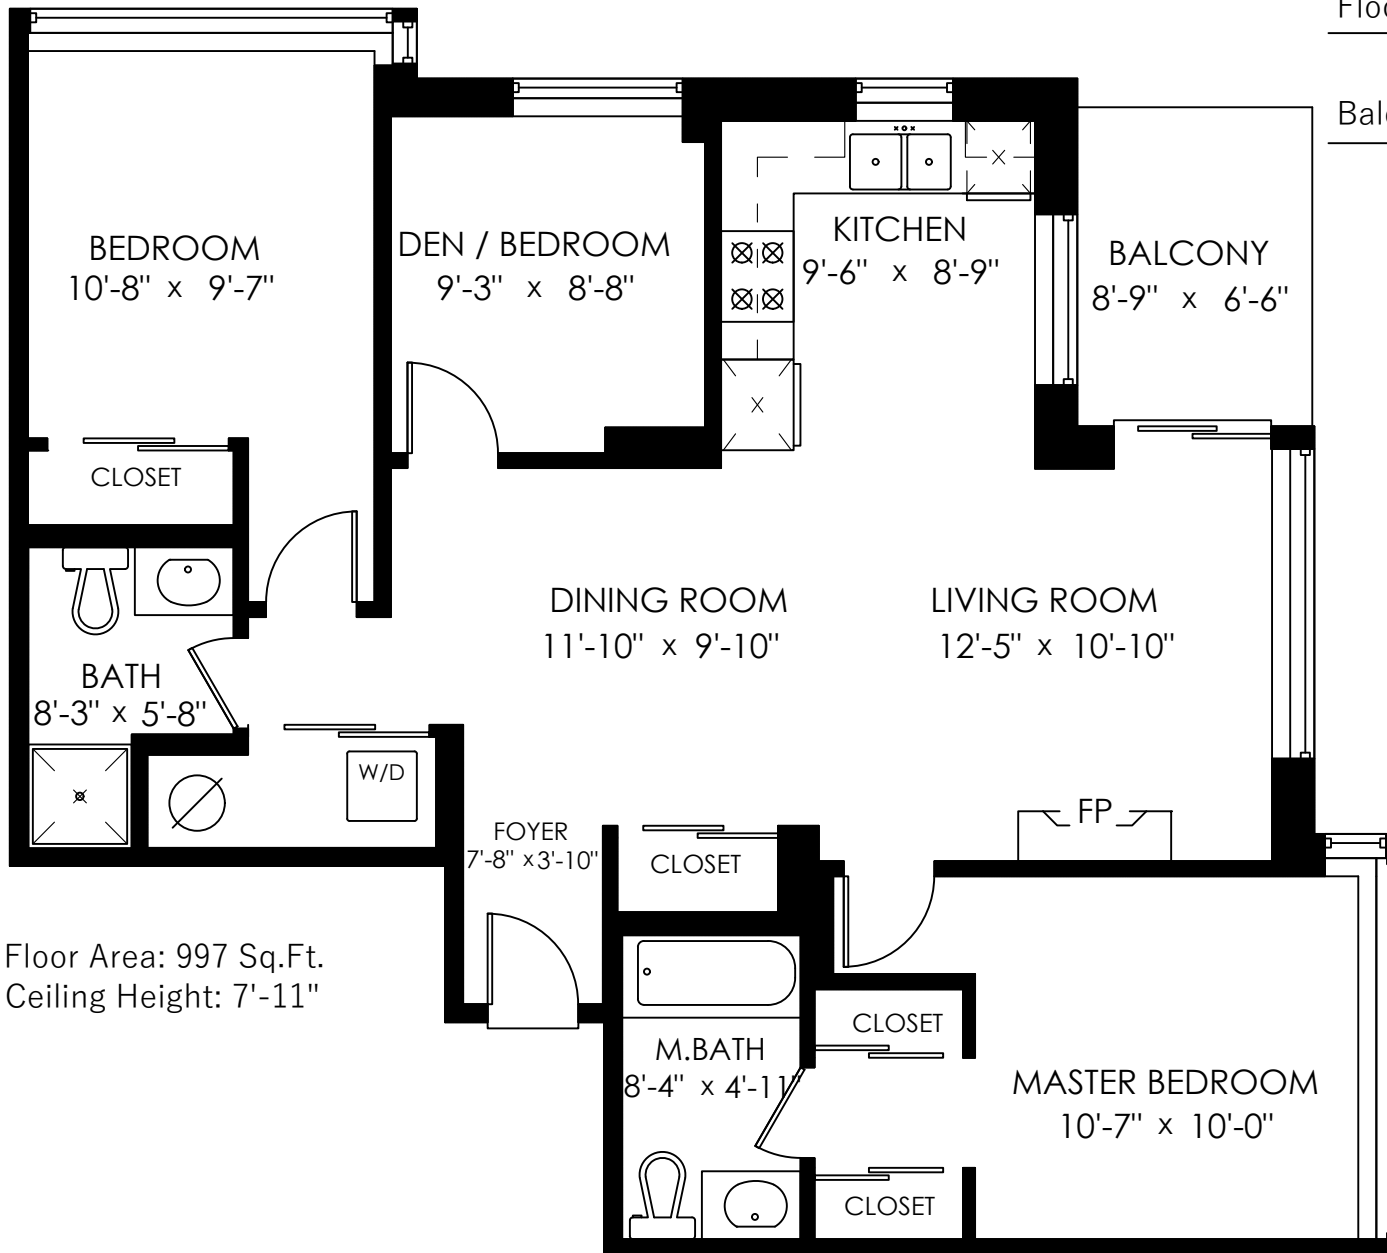 BEDROOM
10'-8" x 9'-7"
DEN / BEDROOM
9'-3" x 8'-8"
KITCHEN
9'-6" x 8'-9"
BALCONY
8'-9" x 6'-6"
CLOSET
DINING ROOM
11'-10" x 9'-10"
LIVING ROOM
12'-5" x 10'-10"
BATH
8'-3" x 5'-8"
W/D
FOYER
7'-8" x 3'-10"
CLOSET
FP
Floor Area: 997 Sq.Ft.
Ceiling Height: 7'-11"
M.BATH
8'-4" x 4'-11"
CLOSET
MASTER BEDROOM
10'-7" x 10'-0"
CLOSET